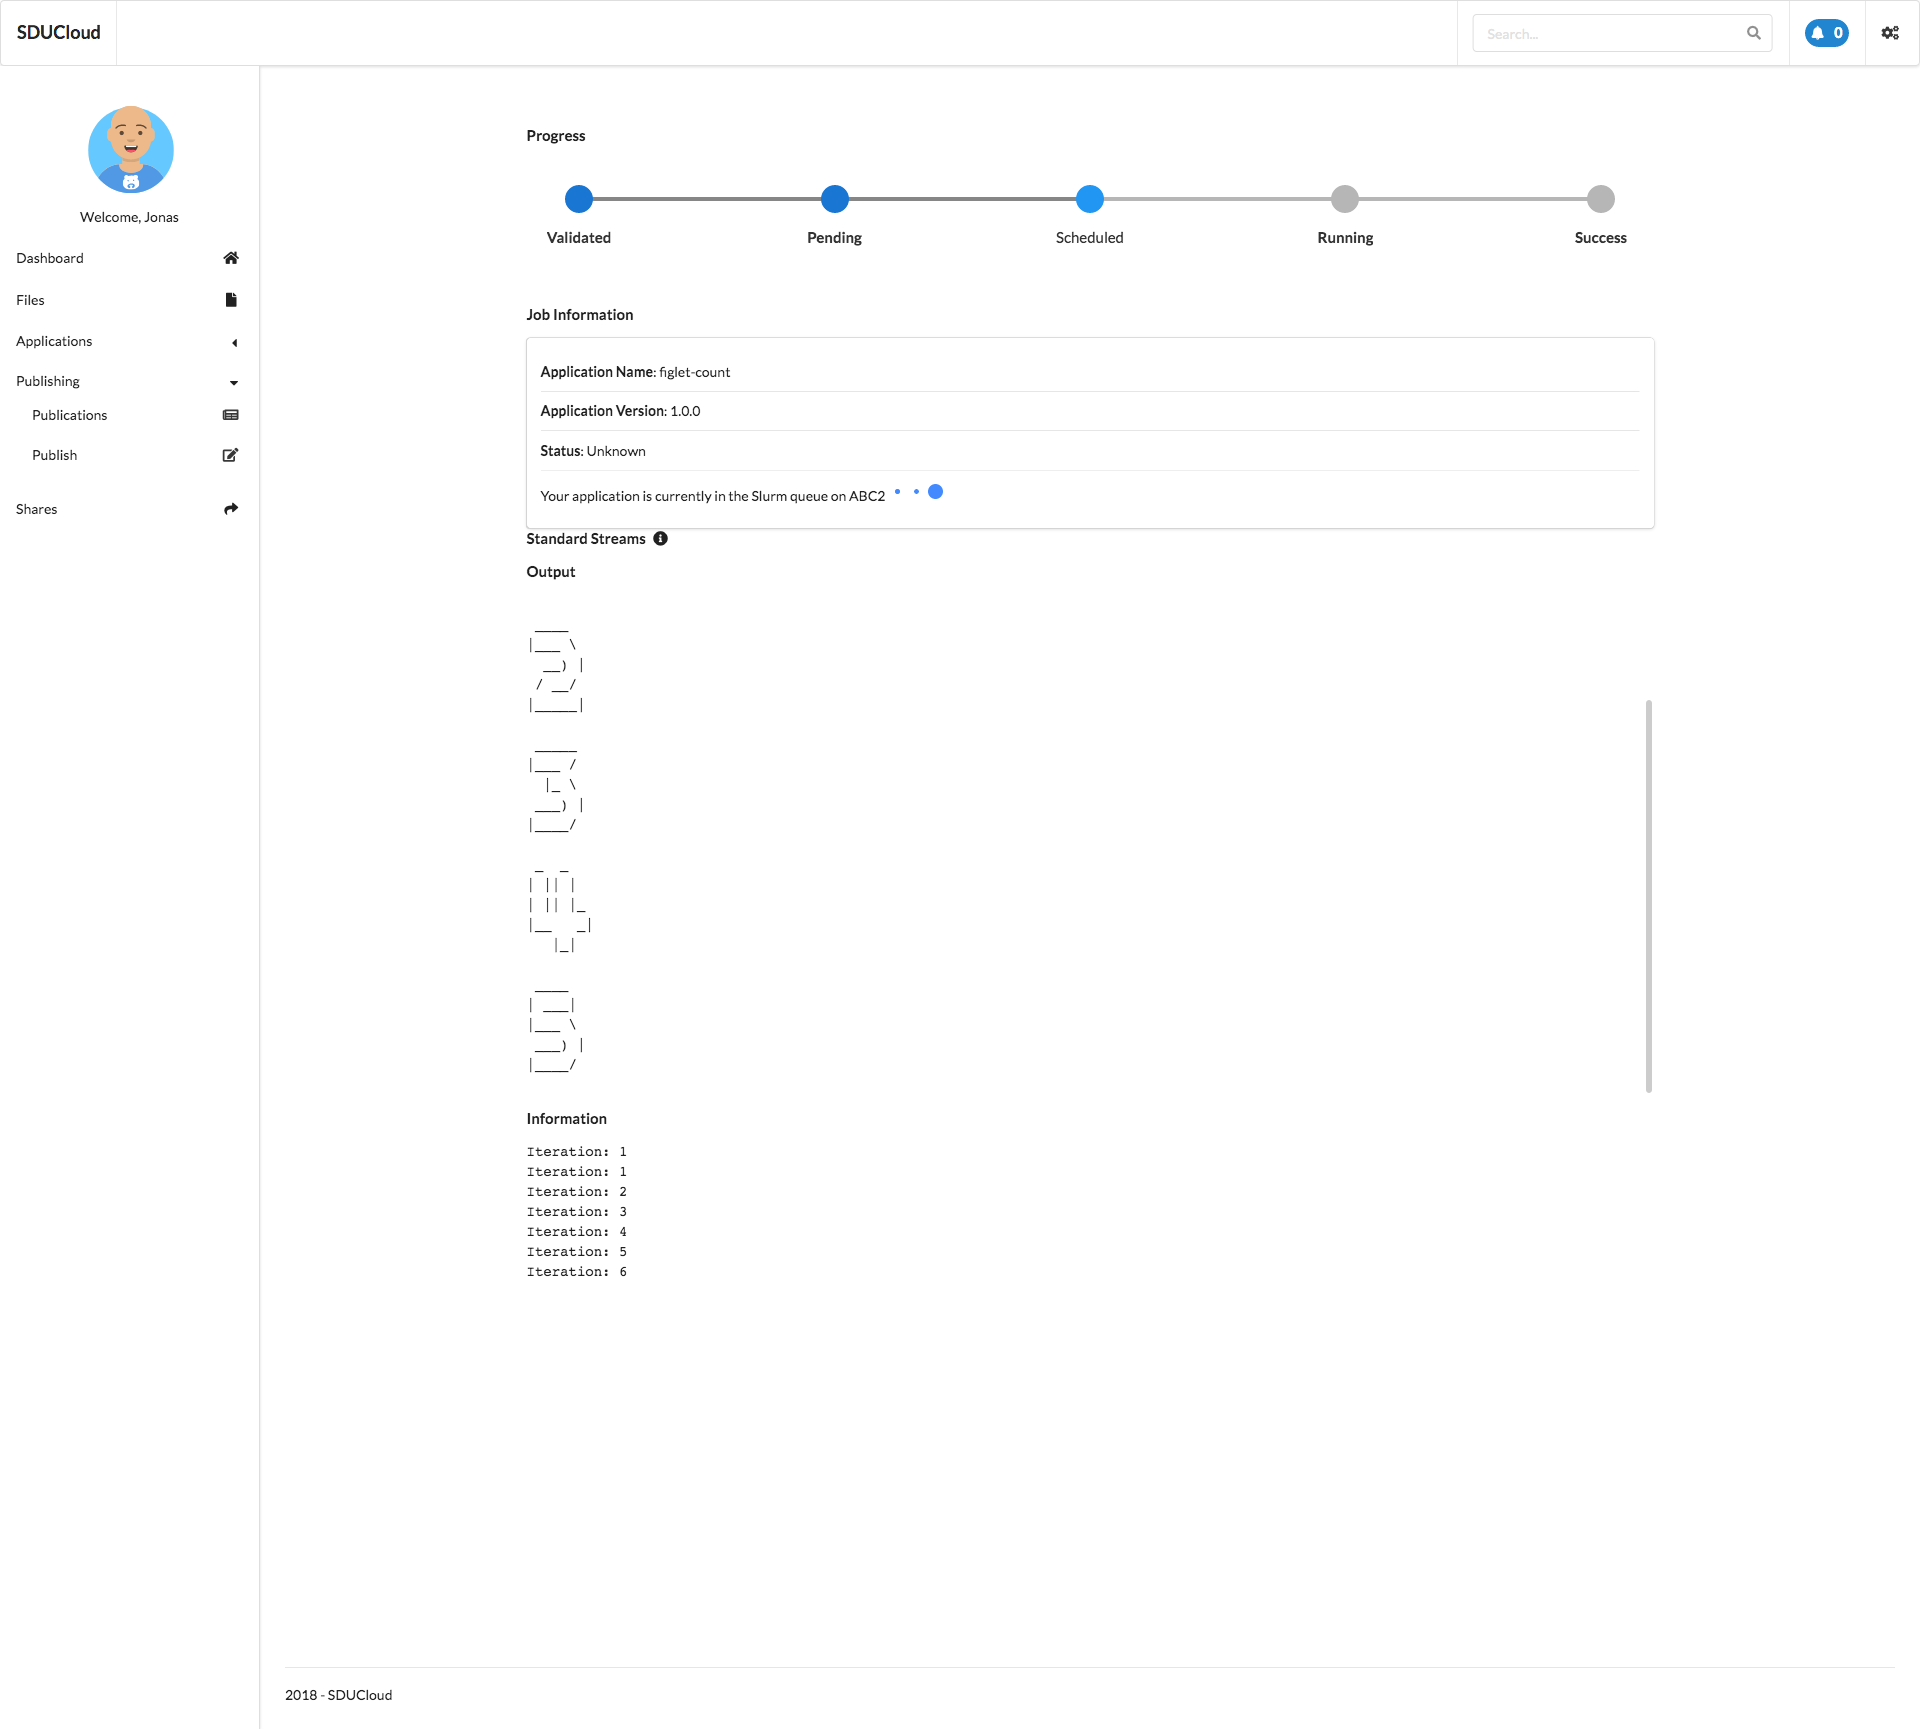 SDUCloud
Search...
0
Welcome, Jonas
Dashboard
Files
Applications
Publishing
Publications
Publish
Shares
Progress
Validated Pending Scheduled Running Success
Job Information
Application Name: figlet-count
Application Version: 1.0.0
Status: Unknown
Your application is currently in the Slurm queue on ABC2
Standard Streams
Output
 ____
|___ \
  __) |
 / __/
|_____|
 _____
|___ /
  |_ \
 ___) |
|____/
 _  _
| || |
| || |_
|__   _|
   |_|
 ____
| ___|
|___ \
 ___) |
|____/
Information
Iteration: 1
Iteration: 1
Iteration: 2
Iteration: 3
Iteration: 4
Iteration: 5
Iteration: 6
2018 - SDUCloud